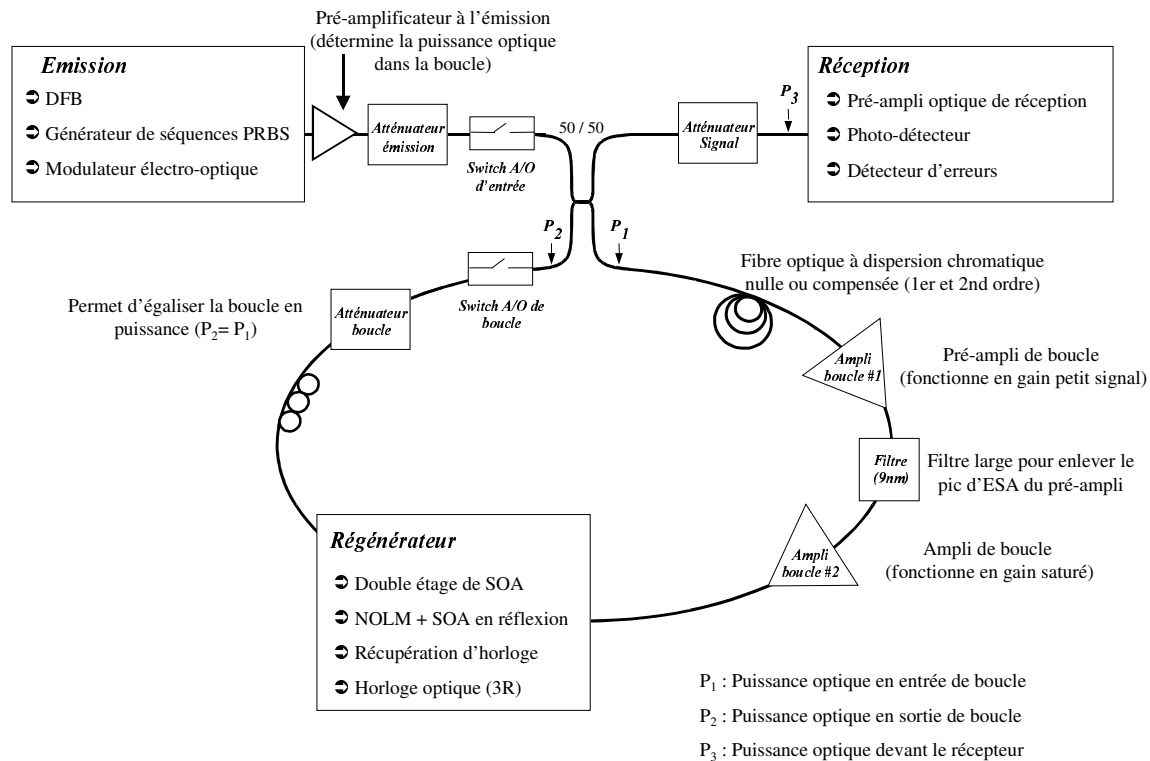 Pré-amplificateur à l'émission
(détermine la puissance optique
dans la boucle)
Emission
➲ DFB
➲ Générateur de séquences PRBS
➲ Modulateur électro-optique
Atténuateur
émission
Switch A/O
d'entrée
50 / 50
Atténuateur
Signal
P3
Réception
➲ Pré-ampli optique de réception
➲ Photo-détecteur
➲ Détecteur d'erreurs
P2
P1
Switch A/O de
boucle
Permet d'égaliser la boucle en
puissance (P2= P1)
Atténuateur
boucle
Fibre optique à dispersion chromatique
nulle ou compensée (1er et 2nd ordre)
Ampli
boucle #1
Pré-ampli de boucle
(fonctionne en gain petit signal)
Filtre
(9nm)
Filtre large pour enlever le
pic d'ESA du pré-ampli
Ampli
boucle #2
Ampli de boucle
(fonctionne en gain saturé)
Régénérateur
➲ Double étage de SOA
➲ NOLM + SOA en réflexion
➲ Récupération d'horloge
➲ Horloge optique (3R)
P1 : Puissance optique en entrée de boucle
P2 : Puissance optique en sortie de boucle
P3 : Puissance optique devant le récepteur